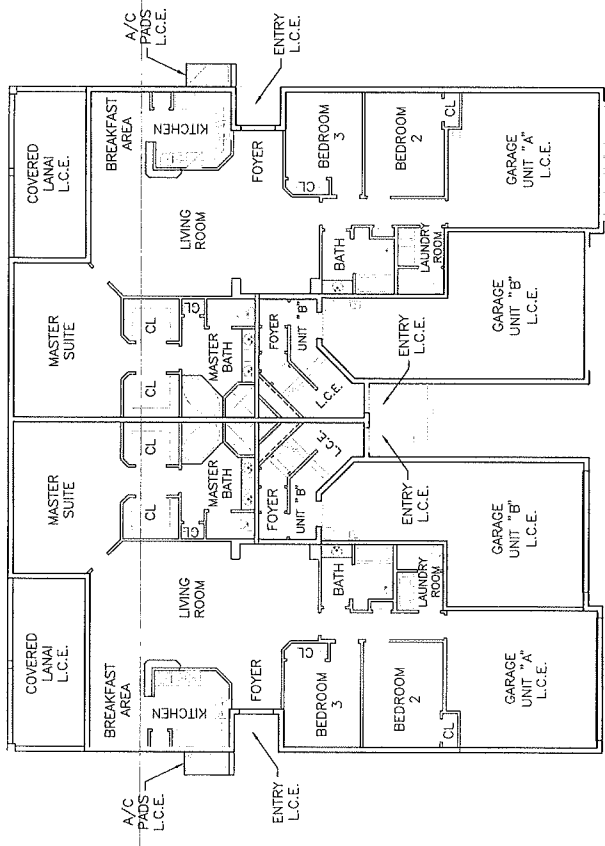 A/C
PADS
L.C.E.
ENTRY
L.C.E.
COVERED
LANAI
L.C.E.
BREAKFAST
AREA
KITCHEN
FOYER
BEDROOM
3
CL
BEDROOM
2
CL
GARAGE
UNIT "A"
L.C.E.
LIVING
ROOM
BATH
LAUNDRY
ROOM
MASTER
SUITE
CL
CL
CL
MASTER
BATH
FOYER
UNIT "B"
L.C.E.
GARAGE
UNIT "B"
L.C.E.
ENTRY
L.C.E.
MASTER
SUITE
CL
CL
CL
MASTER
BATH
FOYER
UNIT "B"
L.C.E.
ENTRY
L.C.E.
GARAGE
UNIT "B"
L.C.E.
COVERED
LANAI
L.C.E.
BREAKFAST
AREA
LIVING
ROOM
KITCHEN
FOYER
BATH
LAUNDRY
ROOM
CL
BEDROOM
3
BEDROOM
2
CL
GARAGE
UNIT "A"
L.C.E.
A/C
PADS
L.C.E.
ENTRY
L.C.E.